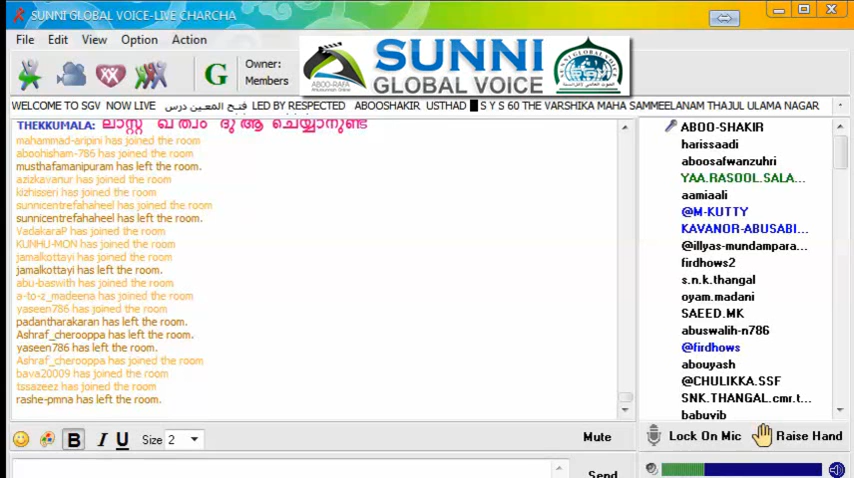 SUNNI GLOBAL VOICE-LIVE CHARCHA
File Edit View Option Action
Owner:
Members
G
ABOO-RAFA
SUNNI
GLOBAL VOICE
WELCOME TO SGV NOW LIVE فتح المعين درس LED BY RESPECTED ABOOSHAKIR USTHAD S Y S 60 THE VARSHIKA MAHA SAMMEELANAM THAJUL ULAMA NAGAR
THEKKUMALA: ലാസ്റ്റ ഖത്വം ദുആ ചെയ്യാനുണ്ട
mahammad-aripini has joined the room
aboohisham-786 has joined the room
musthafamanipuram has left the room.
azizkavanur has joined the room
kizhisseri has joined the room
sunnicentrefahaheel has joined the room
sunnicentrefahaheel has left the room.
VadakaraP has joined the room
KUNHU-MON has joined the room
jamalkottayi has joined the room
jamalkottayi has left the room.
abu-baswith has joined the room
a-to-z_madeena has joined the room
yaseen786 has joined the room
padantharakaran has left the room.
Ashraf_cherooppa has left the room.
yaseen786 has left the room.
Ashraf_cherooppa has joined the room
bava20009 has joined the room
tssazeez has joined the room
rashe-pmna has left the room.
ABOO-SHAKIR
harissaadi
aboosafwanzuhri
YAA.RASOOL.SALA...
aamiaali
@M-KUTTY
KAVANOR-ABUSABI...
@illyas-mundampara...
firdhows2
s.n.k.thangal
oyam.madani
SAEED.MK
abuswalih-n786
@firdhows
abouyash
@CHULIKKA.SSF
SNK.THANGAL.cmr.t...
babuvib
B I U Size 2 Mute Lock On Mic Raise Hand
Send